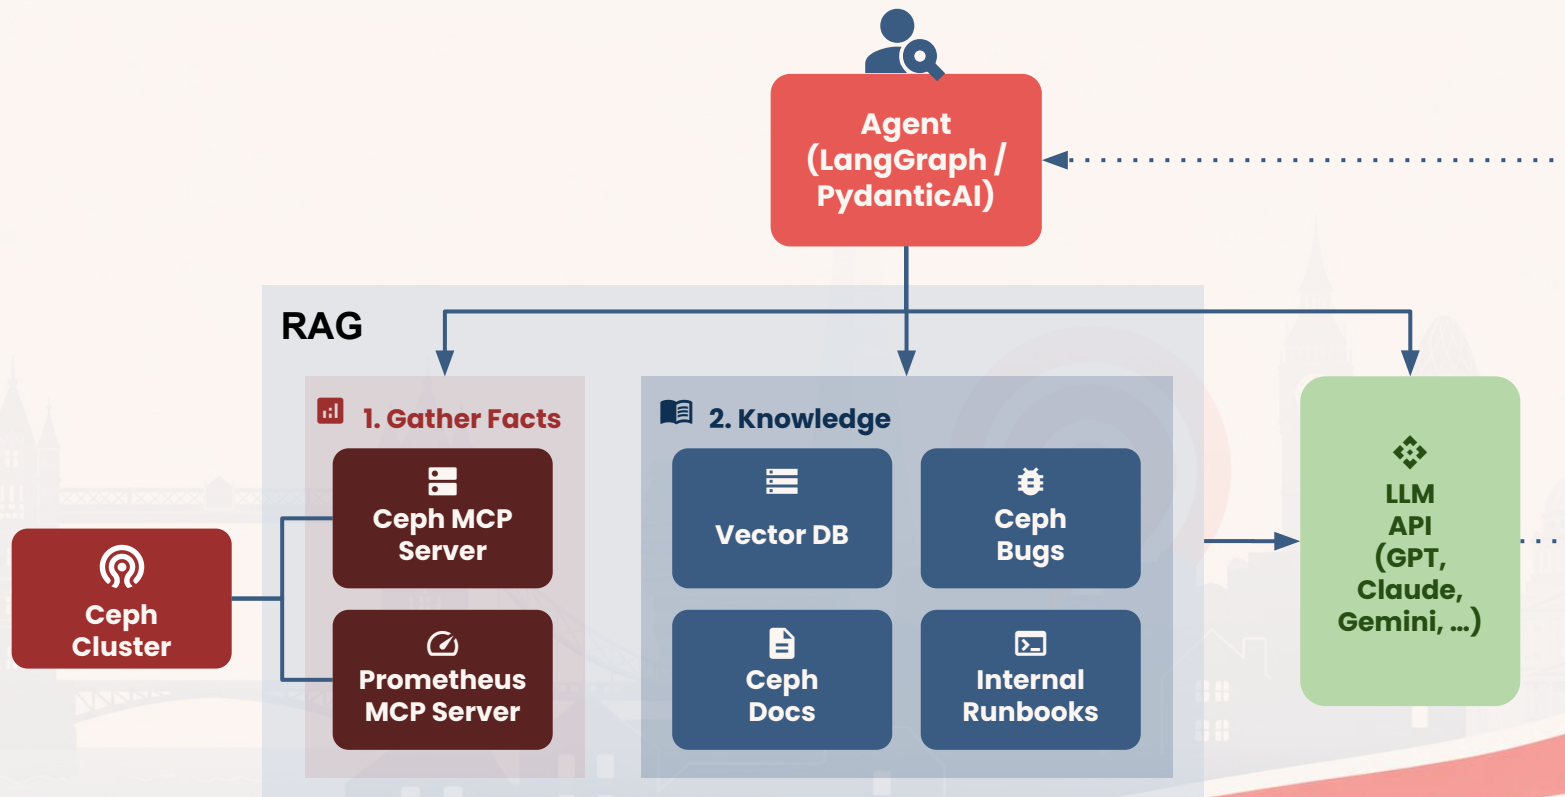 Agent
(LangGraph /
PydanticAI)
RAG
1. Gather Facts
Ceph MCP
Server
Prometheus
MCP Server
Ceph
Cluster
2. Knowledge
Vector DB
Ceph
Bugs
Ceph
Docs
Internal
Runbooks
LLM
API
(GPT,
Claude,
Gemini, ...)